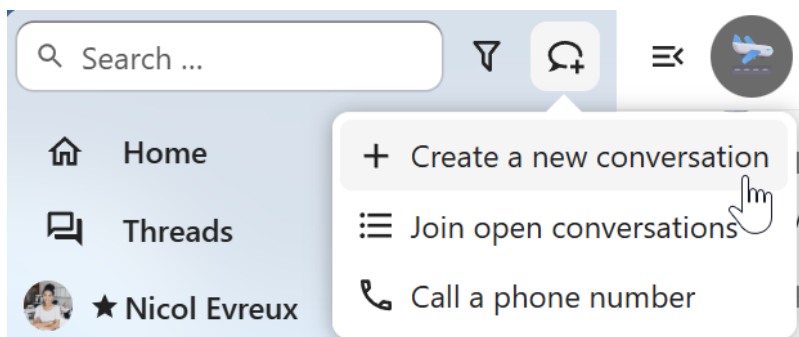 Search ...
Home
Threads
Nicol Evreux
Create a new conversation
Join open conversations
Call a phone number